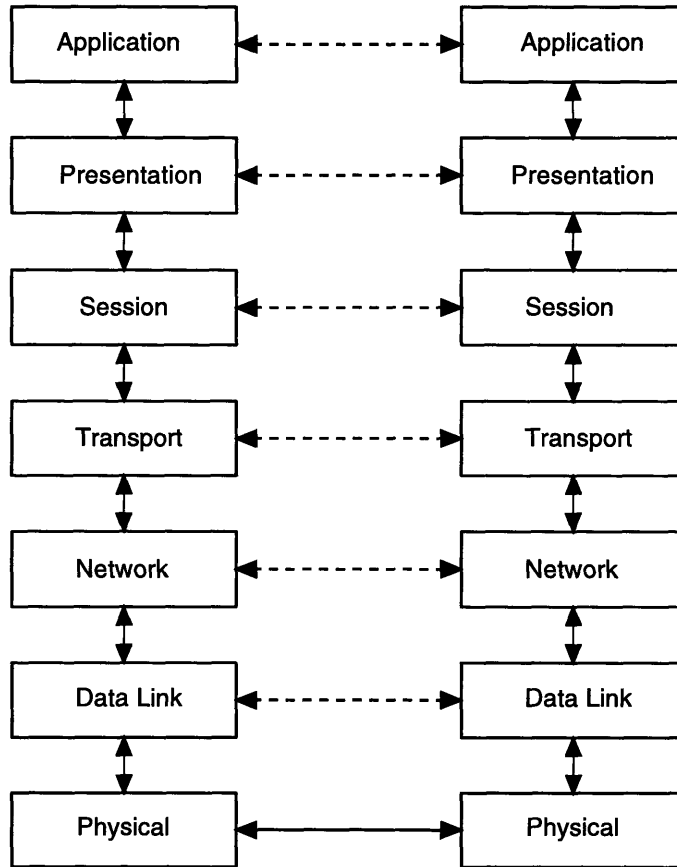 Application Application
Presentation Presentation
Session Session
Transport Transport
Network Network
Data Link Data Link
Physical Physical